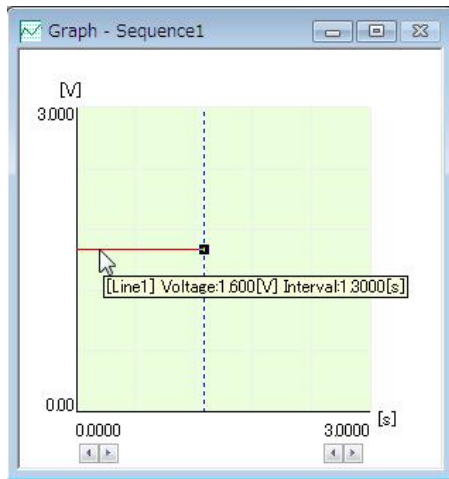 Graph - Sequence1
[V]
3.000
[Line1] Voltage:1.600[V] Interval:1.3000[s]
0.00
[s]
0.0000
3.0000